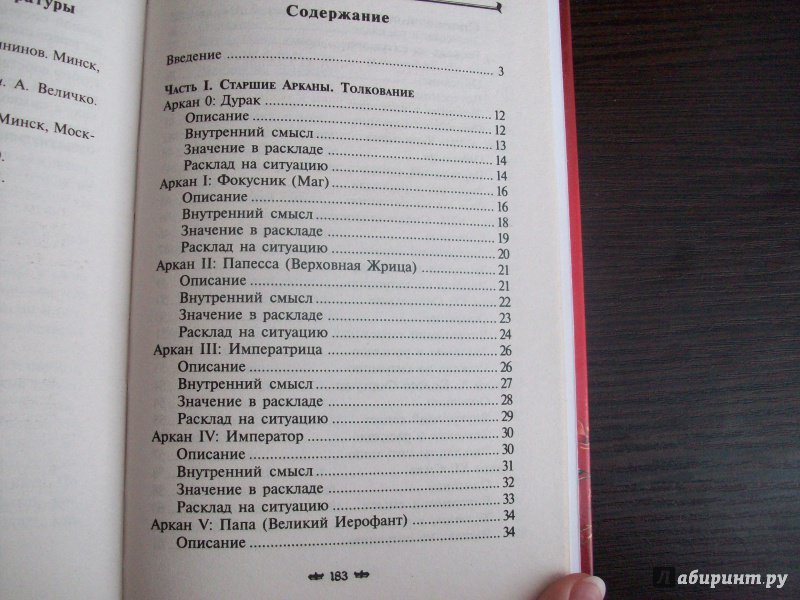 ратуры
нинов. Минск,
А. Величко.
Минск, Моск-
Содержание
Введение 3
Часть I. Старшие Арканы. Толкование
Аркан 0: Дурак 12
Описание 12
Внутренний смысл 13
Значение в раскладе 14
Расклад на ситуацию 14
Аркан I: Фокусник (Маг) 16
Описание 16
Внутренний смысл 18
Значение в раскладе 19
Расклад на ситуацию 20
Аркан II: Папесса (Верховная Жрица) 21
Описание 21
Внутренний смысл 22
Значение в раскладе 23
Расклад на ситуацию 24
Аркан III: Императрица 26
Описание 26
Внутренний смысл 27
Значение в раскладе 28
Расклад на ситуацию 29
Аркан IV: Император 30
Описание 30
Внутренний смысл 31
Значение в раскладе 32
Расклад на ситуацию 33
Аркан V: Папа (Великий Иерофант) 34
Описание 34
183
Лабиринт.ру